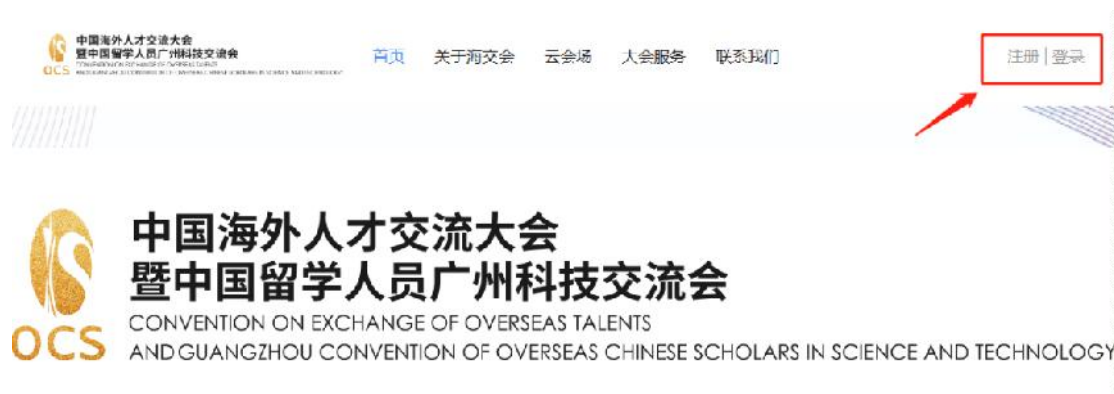 中国海外人才交流大会
暨中国留学人员广州科技交流会
OCS
首页 关于海交会 云会场 大会服务 联系我们
注册|登录
中国海外人才交流大会
暨中国留学人员广州科技交流会
OCS
CONVENTION ON EXCHANGE OF OVERSEAS TALENTS
AND GUANGZHOU CONVENTION OF OVERSEAS CHINESE SCHOLARS IN SCIENCE AND TECHNOLOGY